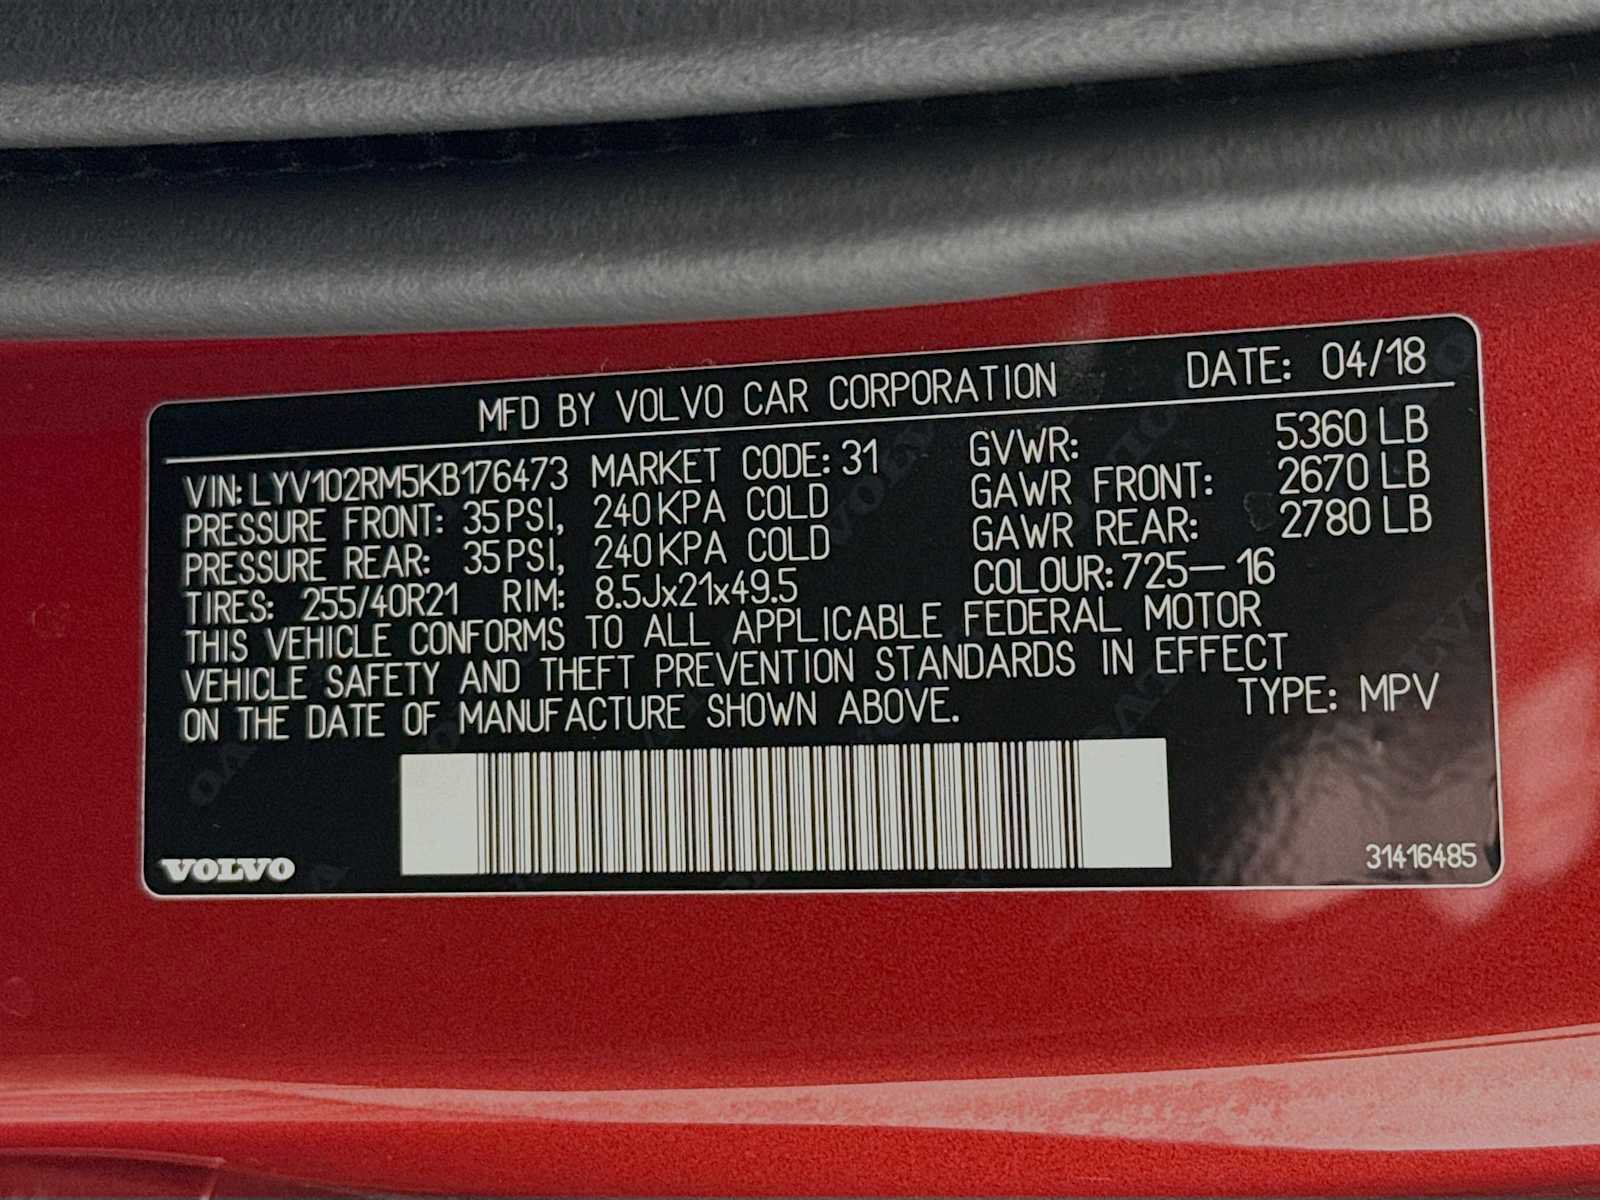 MFD BY VOLVO CAR CORPORATION DATE: 04/18
VIN: LYV102RM5KB176473 MARKET CODE: 31 GVWR: 5360 LB
PRESSURE FRONT: 35 PSI, 240 KPA COLD GAWR FRONT: 2670 LB
PRESSURE REAR: 35 PSI, 240 KPA COLD GAWR REAR: 2780 LB
TIRES: 255/40R21 RIM: 8.5Jx21x49.5 COLOUR: 725-16
THIS VEHICLE CONFORMS TO ALL APPLICABLE FEDERAL MOTOR
VEHICLE SAFETY AND THEFT PREVENTION STANDARDS IN EFFECT
ON THE DATE OF MANUFACTURE SHOWN ABOVE. TYPE: MPV
VOLVO 31416485